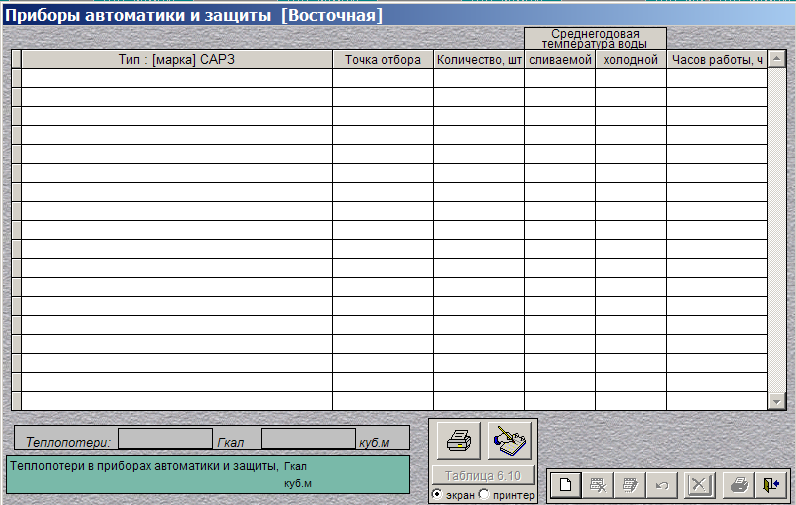 Приборы автоматики и защиты [Восточная]
Среднегодовая
температура воды
Тип : [марка] САРЗ Точка отбора Количество, шт сливаемой холодной Часов работы, ч
Теплопотери: Гкал куб.м
Теплопотери в приборах автоматики и защиты, Гкал
куб.м
Таблица 6.10
экран принтер